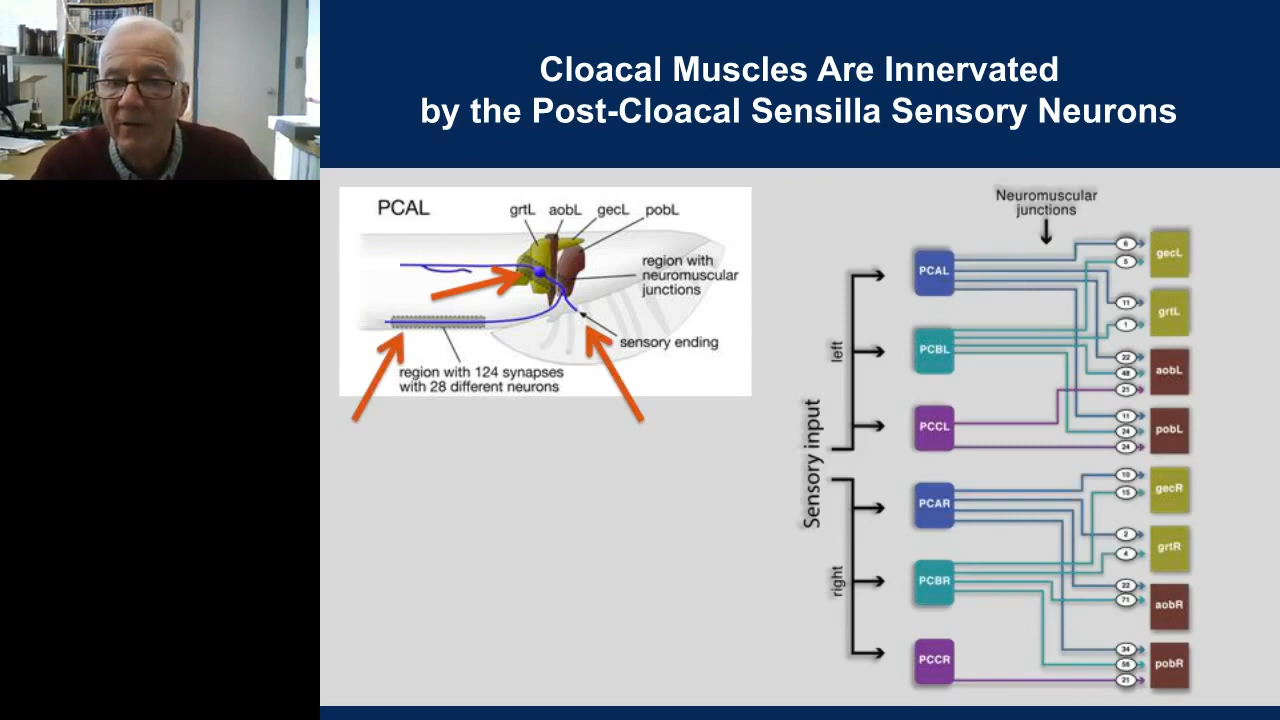 Cloacal Muscles Are Innervated
by the Post-Cloacal Sensilla Sensory Neurons
PCAL
grtL aobL gecL pobL
region with
neuromuscular
junctions
sensory ending
region with 124 synapses
with 28 different neurons
Neuromuscular
junctions
Sensory input
left
right
PCAL
PCBL
PCCL
PCAR
PCBR
PCCR
6
5
11
1
22
48
21
11
24
24
10
15
2
4
22
71
34
56
21
gecL
grtL
aobL
pobL
gecR
grtR
aobR
pobR